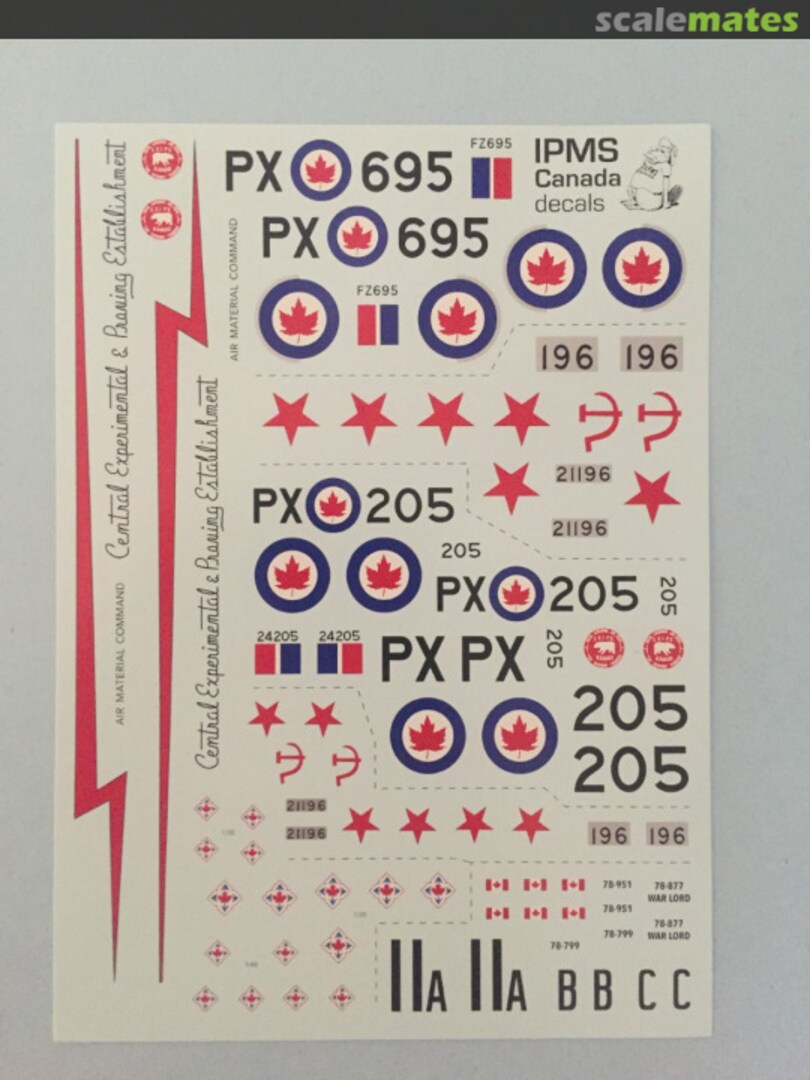 scalemates
Central Experimental & Proving Establishment
AIR MATERIAL COMMAND
PX 695
FZ695
IPMS
Canada
decals
PX 695
FZ695
196 196
Central Experimental & Proving Establishment
AIR MATERIAL COMMAND
21196
21196
PX 205
205
PX 205
205
24205 24205
PX PX
205
205
205
21196
21196
196 196
78-951
78-877
WAR LORD
78-951
78-877
WAR LORD
78-799
78-799
IIA IIA B B C C